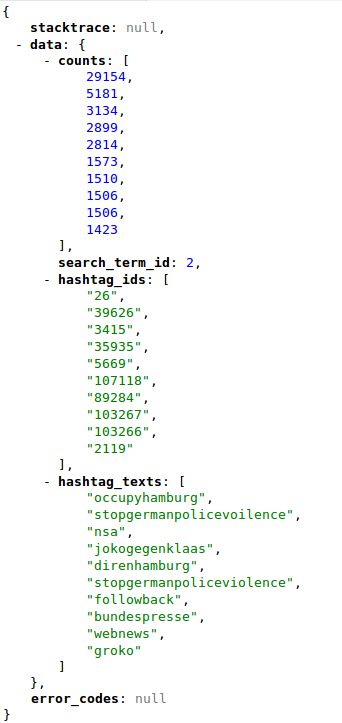 {
stacktrace: null,
- data: {
- counts: [
29154,
5181,
3134,
2899,
2814,
1573,
1510,
1506,
1506,
1423
],
search_term_id: 2,
- hashtag_ids: [
"26",
"39626",
"3415",
"35935",
"5669",
"107118",
"89284",
"103267",
"103266",
"2119"
],
- hashtag_texts: [
"occupyhamburg",
"stopgermanpolicevoilence",
"nsa",
"jokogegenklaas",
"direnhamburg",
"stopgermanpoliceviolence",
"followback",
"bundespresse",
"webnews",
"groko"
]
},
error_codes: null
}